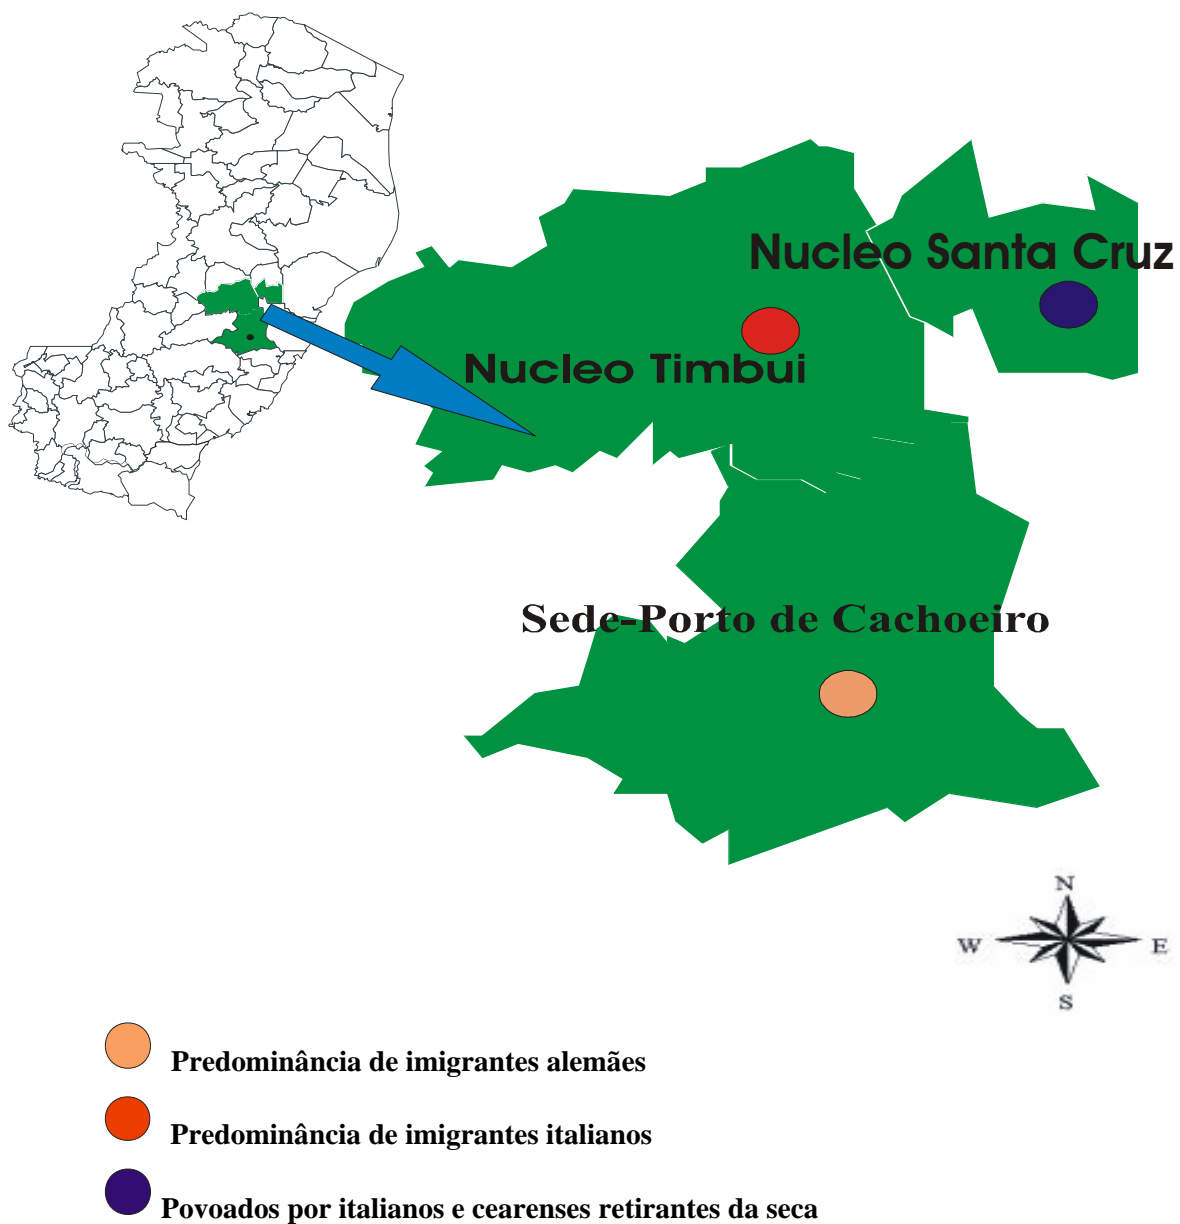 Nucleo Santa Cruz
Nucleo Timbui
Sede-Porto de Cachoeiro
N
W E
S
Predominância de imigrantes alemães
Predominância de imigrantes italianos
Povoados por italianos e cearenses retirantes da seca